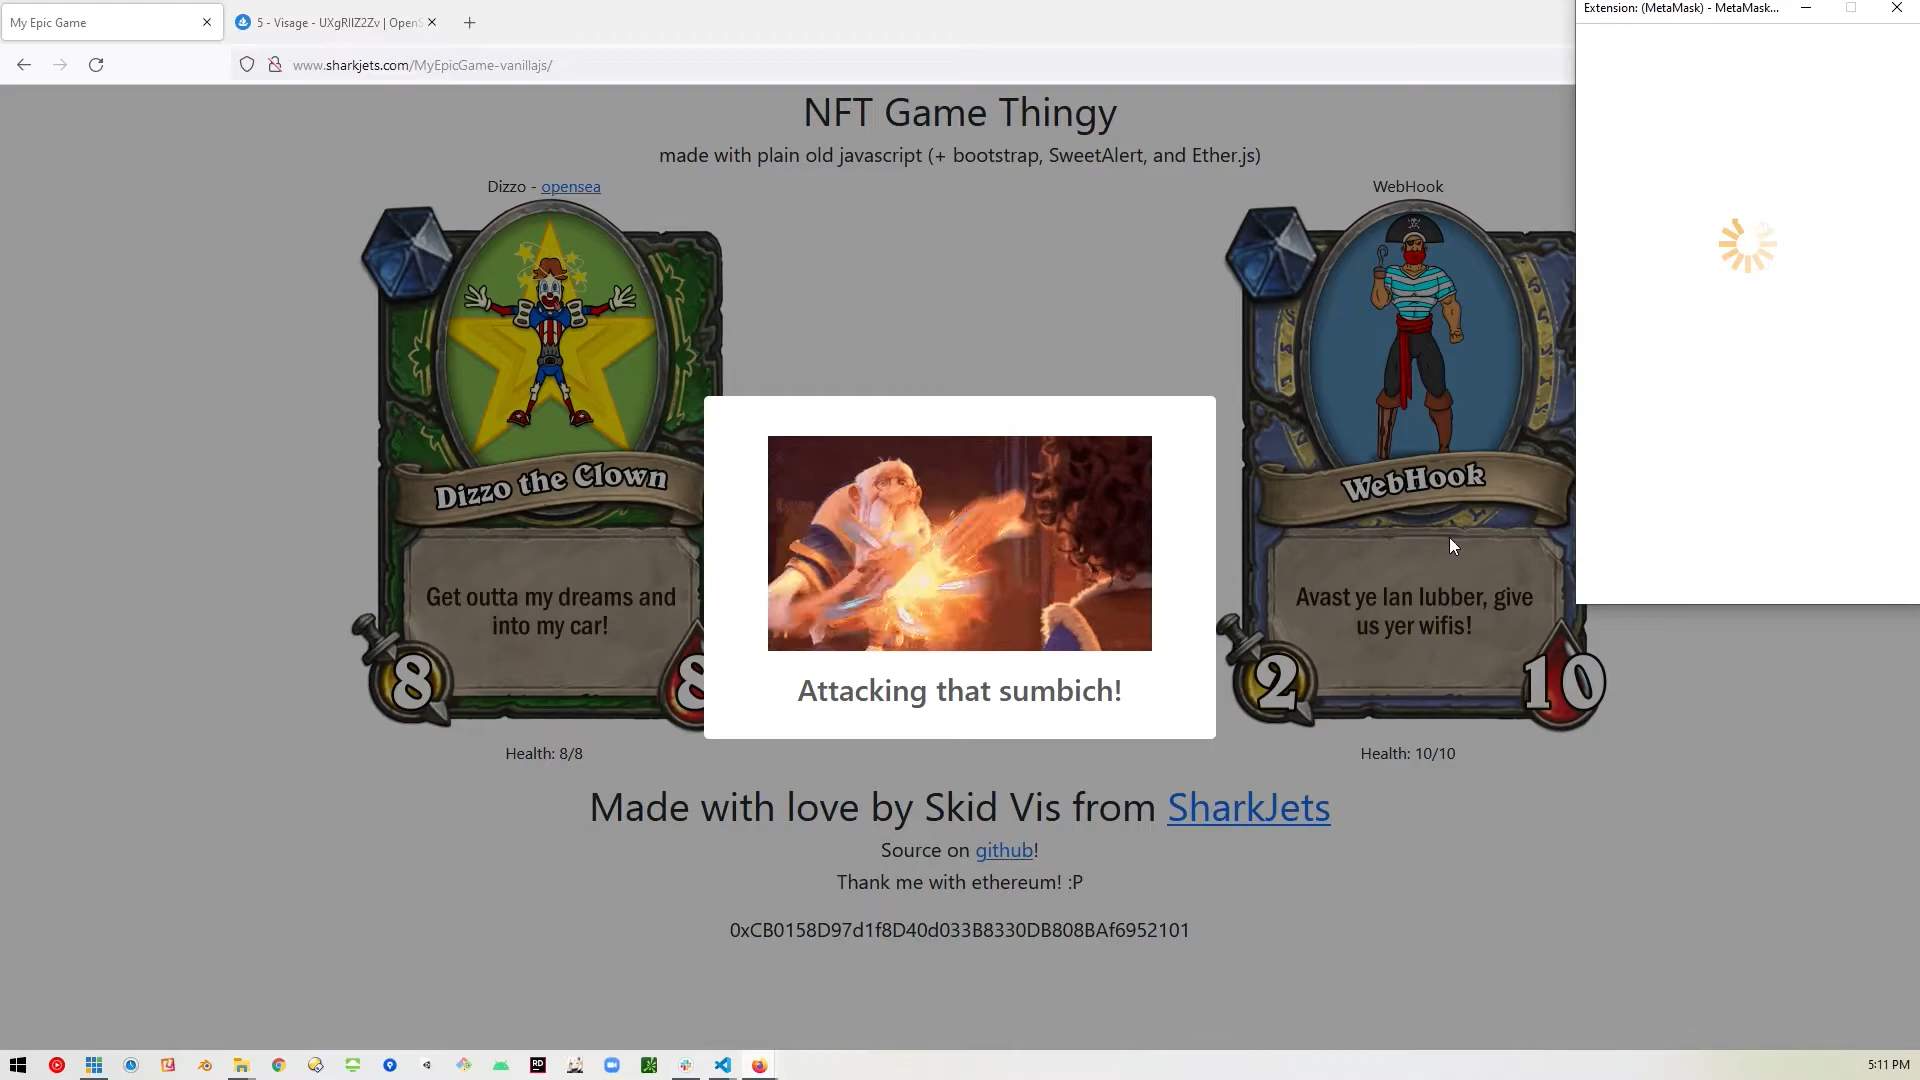 My Epic Game
5 - Visage - UXgRIIZ2Zv | OpenS
Extension: (MetaMask) - MetaMask...
www.sharkjets.com/MyEpicGame-vanillajs/
NFT Game Thingy
made with plain old javascript (+ bootstrap, SweetAlert, and Ether.js)
Dizzo - opensea
WebHook
Dizzo the Clown
WebHook
Get outta my dreams and
into my car!
8
8
Avast ye lan lubber, give
us yer wifis!
2
10
Attacking that sumbich!
Health: 8/8
Health: 10/10
Made with love by Skid Vis from SharkJets
Source on github!
Thank me with ethereum! :P
0xCB0158D97d1f8D40d033B8330DB808BAf6952101
RD
5:11 PM